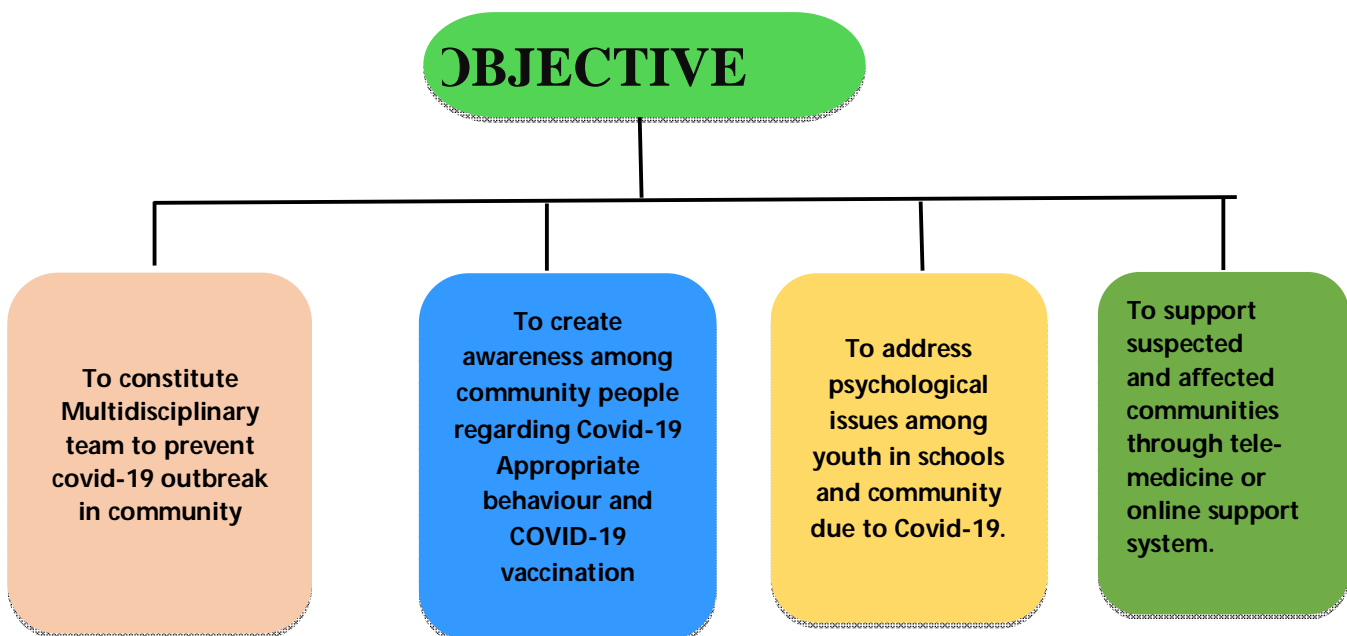 OBJECTIVE
To constitute
Multidisciplinary
team to prevent
covid-19 outbreak
in community
To create
awareness among
community people
regarding Covid-19
Appropriate
behaviour and
COVID-19
vaccination
To address
psychological
issues among
youth in schools
and community
due to Covid-19.
To support
suspected
and affected
communities
through tele-
medicine or
online support
system.